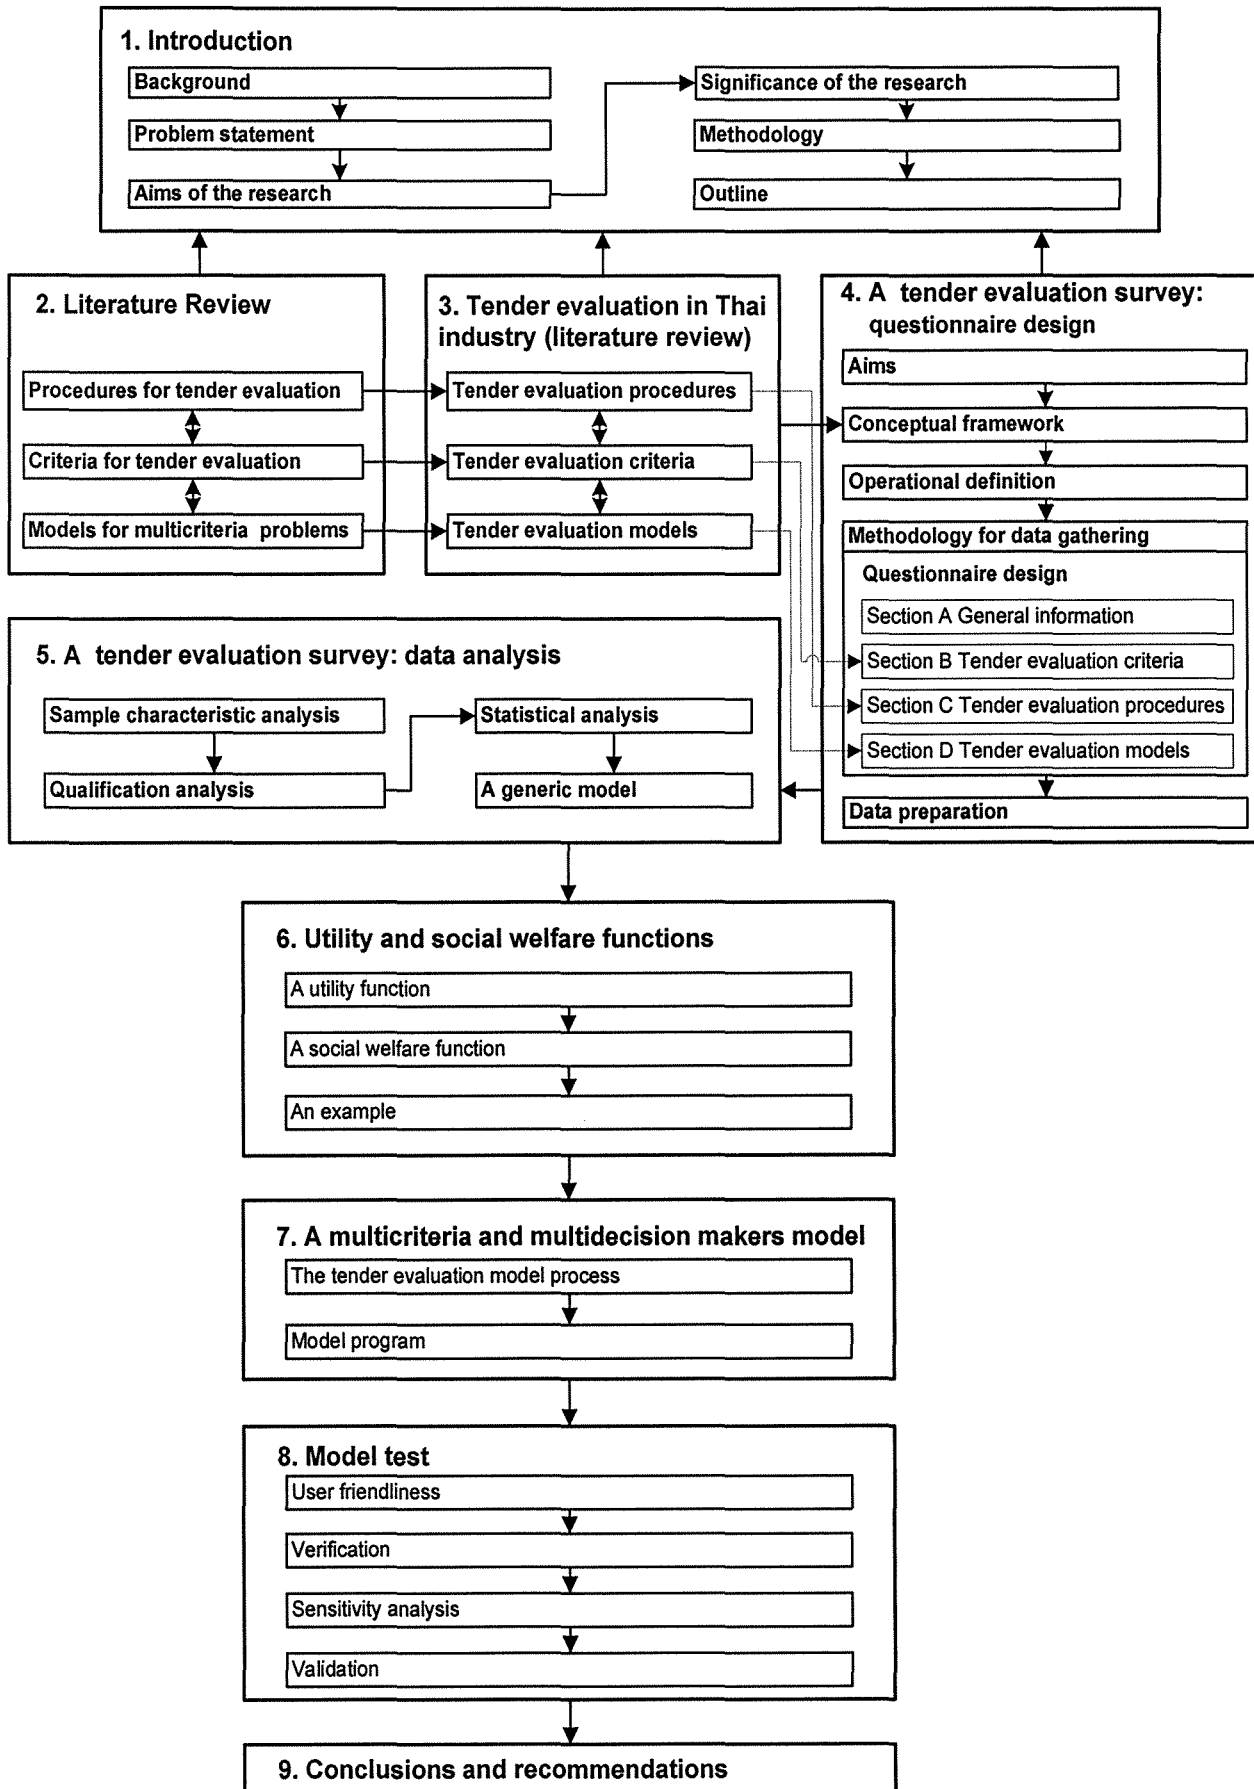 1. Introduction
Background
Problem statement
Aims of the research
Significance of the research
Methodology
Outline
2. Literature Review
Procedures for tender evaluation
Criteria for tender evaluation
Models for multicriteria problems
3. Tender evaluation in Thai
industry (literature review)
Tender evaluation procedures
Tender evaluation criteria
Tender evaluation models
4. A tender evaluation survey:
questionnaire design
Aims
Conceptual framework
Operational definition
Methodology for data gathering
Questionnaire design
Section A General information
Section B Tender evaluation criteria
Section C Tender evaluation procedures
Section D Tender evaluation models
Data preparation
5. A tender evaluation survey: data analysis
Sample characteristic analysis
Qualification analysis
Statistical analysis
A generic model
6. Utility and social welfare functions
A utility function
A social welfare function
An example
7. A multicriteria and multidecision makers model
The tender evaluation model process
Model program
8. Model test
User friendliness
Verification
Sensitivity analysis
Validation
9. Conclusions and recommendations